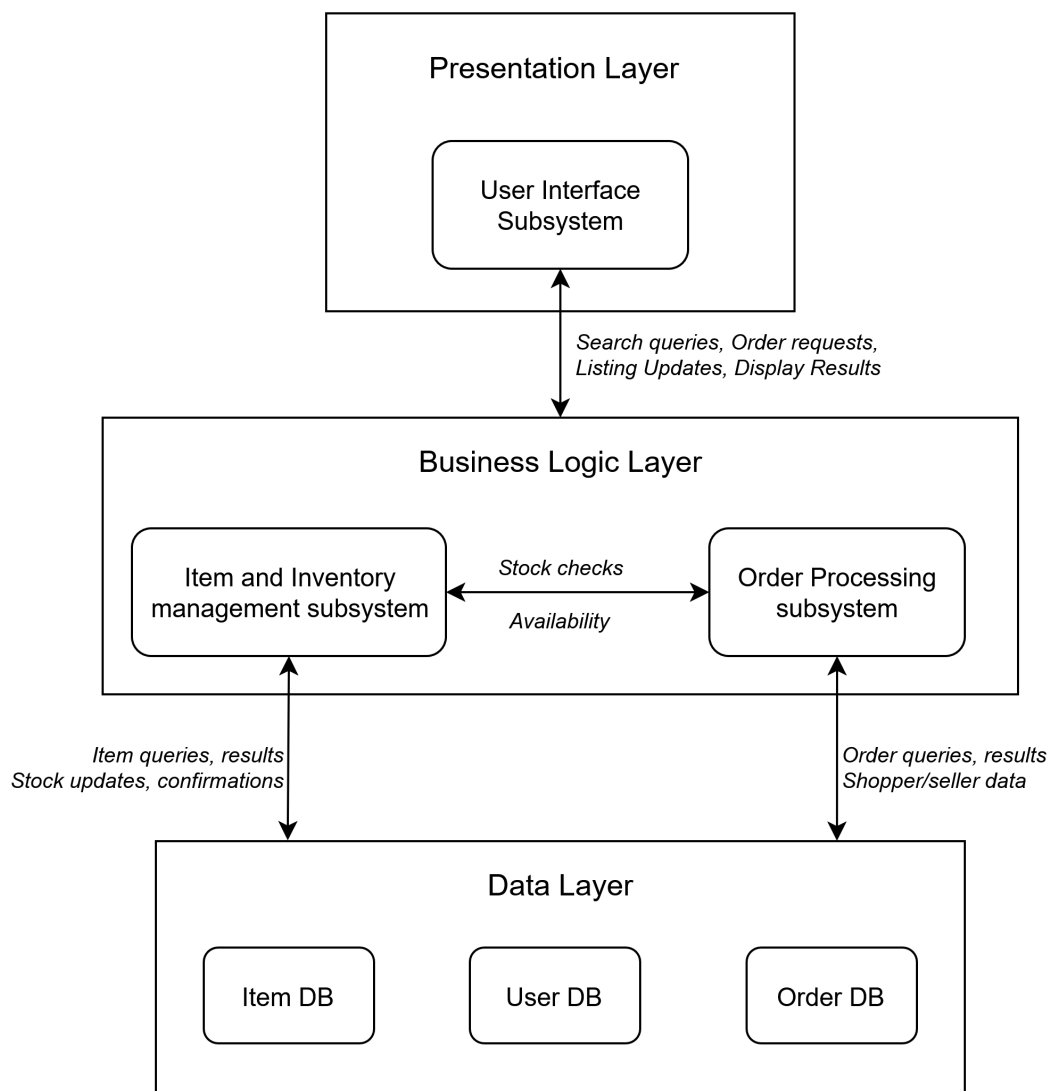 Presentation Layer
User Interface
Subsystem
Search queries, Order requests,
Listing Updates, Display Results
Business Logic Layer
Item and Inventory
management subsystem
Stock checks
Availability
Order Processing
subsystem
Item queries, results
Stock updates, confirmations
Order queries, results
Shopper/seller data
Data Layer
Item DB
User DB
Order DB